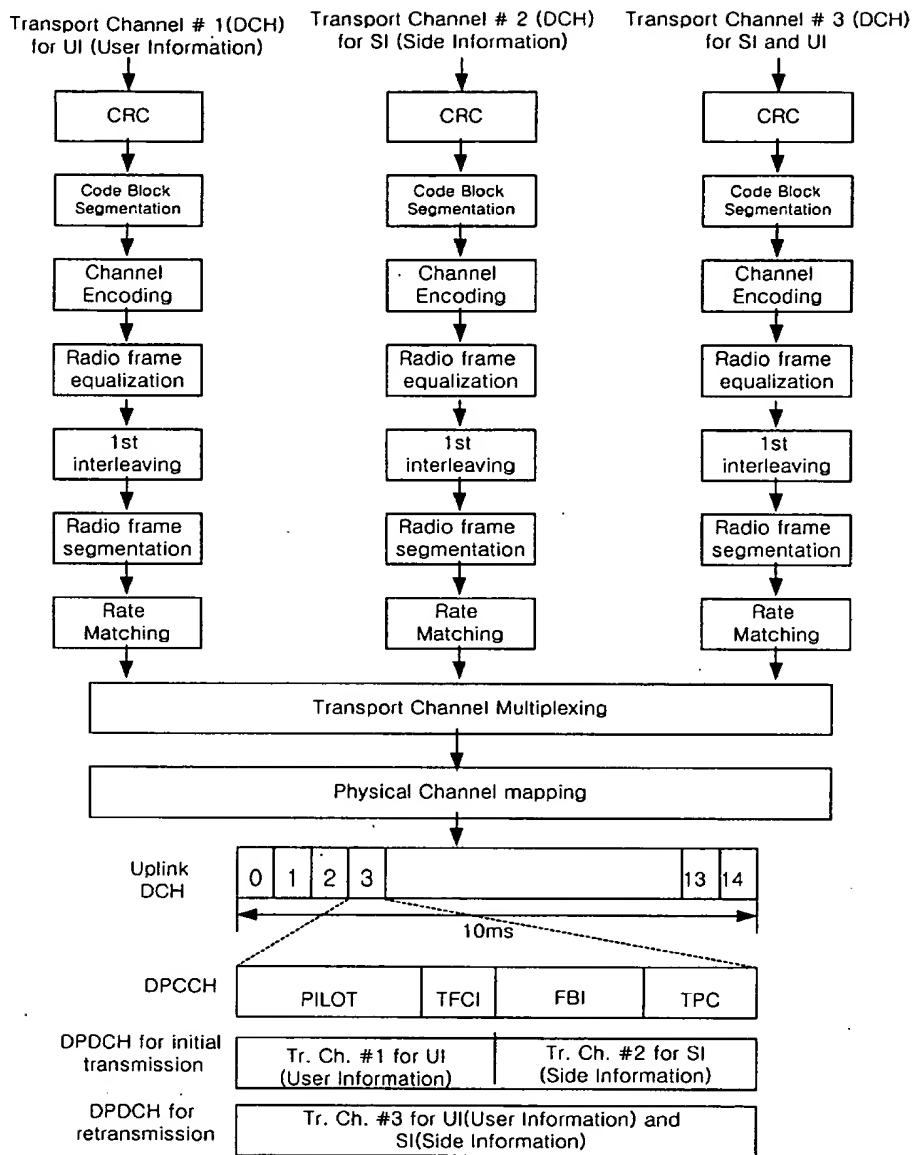 Transport Channel # 1(DCH)
for UI (User Information)
Transport Channel # 2 (DCH)
for SI (Side Information)
Transport Channel # 3 (DCH)
for SI and UI
CRC
CRC
CRC
Code Block
Segmentation
Code Block
Segmentation
Code Block
Segmentation
Channel
Encoding
Channel
Encoding
Channel
Encoding
Radio frame
equalization
Radio frame
equalization
Radio frame
equalization
1st
interleaving
1st
interleaving
1st
interleaving
Radio frame
segmentation
Radio frame
segmentation
Radio frame
segmentation
Rate
Matching
Rate
Matching
Rate
Matching
Transport Channel Multiplexing
Physical Channel mapping
Uplink
DCH
0 1 2 3 13 14
10ms
DPCCH
PILOT TFCI FBI TPC
DPDCH for initial
transmission
Tr. Ch. #1 for UI
(User Information)
Tr. Ch. #2 for SI
(Side Information)
DPDCH for
retransmission
Tr. Ch. #3 for UI(User Information) and
SI(Side Information)